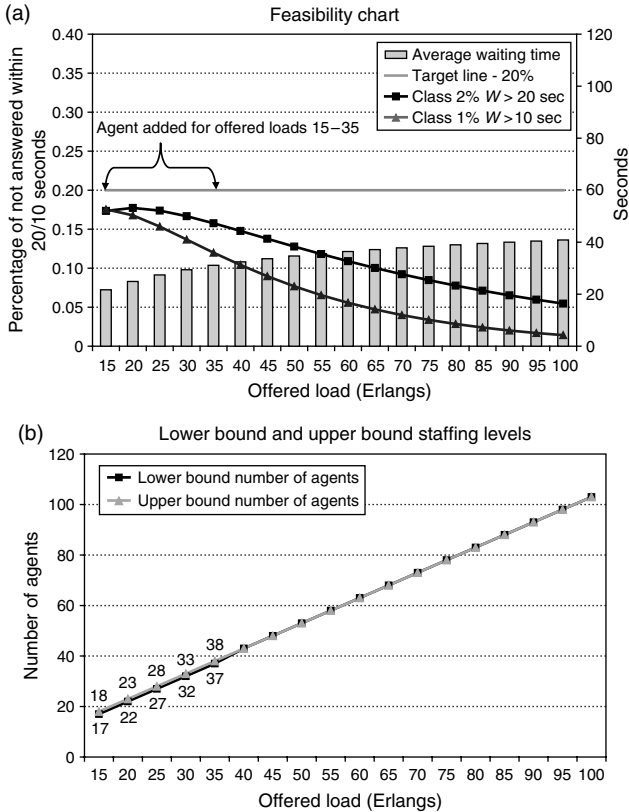 (a)
Feasibility chart
Percentage of not answered within
20/10 seconds
0.40
0.35
0.30
0.25
0.20
0.15
0.10
0.05
0
120
100
80
60
40
20
0
Seconds
Average waiting time
Target line - 20%
Class 2% W > 20 sec
Class 1% W >10 sec
Agent added for offered loads 15–35
15 20 25 30 35 40 45 50 55 60 65 70 75 80 85 90 95 100
Offered load (Erlangs)
(b)
Lower bound and upper bound staffing levels
Number of agents
120
100
80
60
40
20
0
Lower bound number of agents
Upper bound number of agents
18 23 28 33 38
17 22 27 32 37
15 20 25 30 35 40 45 50 55 60 65 70 75 80 85 90 95 100
Offered load (Erlangs)